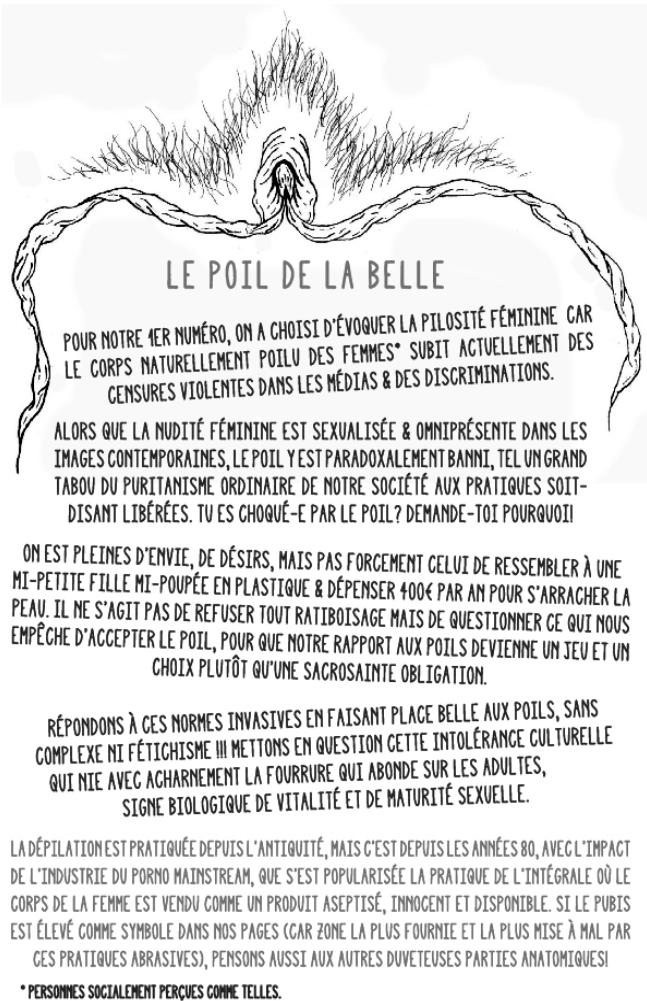 LE POIL DE LA BELLE
POUR NOTRE 1ER NUMÉRO, ON A CHOISI D'ÉVOQUER LA PILOSITÉ FÉMININE CAR
LE CORPS NATURELLEMENT POILU DES FEMMES* SUBIT ACTUELLEMENT DES
CENSURES VIOLENTES DANS LES MÉDIAS & DES DISCRIMINATIONS.
ALORS QUE LA NUDITÉ FÉMININE EST SEXUALISÉE & OMNIPRÉSENTE DANS LES
IMAGES CONTEMPORAINES, LE POIL Y EST PARADOXALEMENT BANNI, TEL UN GRAND
TABOU DU PURITANISME ORDINAIRE DE NOTRE SOCIÉTÉ AUX PRATIQUES SOIT-
DISANT LIBÉRÉES. TU ES CHOQUÉ-E PAR LE POIL? DEMANDE-TOI POURQUOI!
ON EST PLEINES D'ENVIE, DE DÉSIRS, MAIS PAS FORCEMENT CELUI DE RESSEMBLER À UNE
MI-PETITE FILLE MI-POUPÉE EN PLASTIQUE & DÉPENSER 400€ PAR AN POUR S'ARRACHER LA
PEAU. IL NE S'AGIT PAS DE REFUSER TOUT RATIBOISAGE MAIS DE QUESTIONNER CE QUI NOUS
EMPÊCHE D'ACCEPTER LE POIL, POUR QUE NOTRE RAPPORT AUX POILS DEVIENNE UN JEU ET UN
CHOIX PLUTÔT QU'UNE SACROSAINTE OBLIGATION.
RÉPONDONS À CES NORMES INVASIVES EN FAISANT PLACE BELLE AUX POILS, SANS
COMPLEXE NI FÉTICHISME !!! METTONS EN QUESTION CETTE INTOLÉRANCE CULTURELLE
QUI NIE AVEC ACHARNEMENT LA FOURRURE QUI ABONDE SUR LES ADULTES,
SIGNE BIOLOGIQUE DE VITALITÉ ET DE MATURITÉ SEXUELLE.
LA DÉPILATION EST PRATIQUÉE DEPUIS L'ANTIQUITÉ, MAIS C'EST DEPUIS LES ANNÉES 80, AVEC L'IMPACT
DE L'INDUSTRIE DU PORNO MAINSTREAM, QUE S'EST POPULARISÉE LA PRATIQUE DE L'INTÉGRALE OÙ LE
CORPS DE LA FEMME EST VENDU COMME UN PRODUIT ASEPTISÉ, INNOCENT ET DISPONIBLE. SI LE PUBIS
EST ÉLEVÉ COMME SYMBOLE DANS NOS PAGES (CAR ZONE LA PLUS FOURNIE ET LA PLUS MISE À MAL PAR
CES PRATIQUES ABRASIVES), PENSONS AUSSI AUX AUTRES DUVETEUSES PARTIES ANATOMIQUES!
* PERSONNES SOCIALEMENT PERÇUES COMME TELLES.